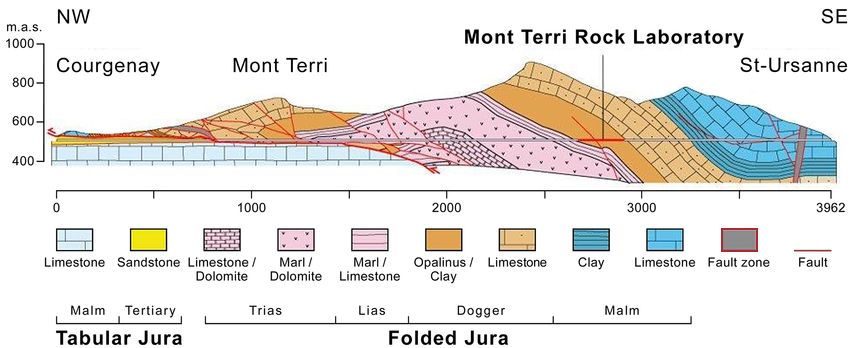 NW
SE
m.a.s.
Mont Terri Rock Laboratory
1000
Courgenay
Mont Terri
St-Ursanne
800
600
400
0
1000
2000
3000
3962
Limestone
Sandstone
Limestone / Dolomite
Marl / Dolomite
Marl / Limestone
Opalinus / Clay
Limestone
Clay
Limestone
Fault zone
Fault
Malm
Tertiary
Trias
Lias
Dogger
Malm
Tabular Jura
Folded Jura